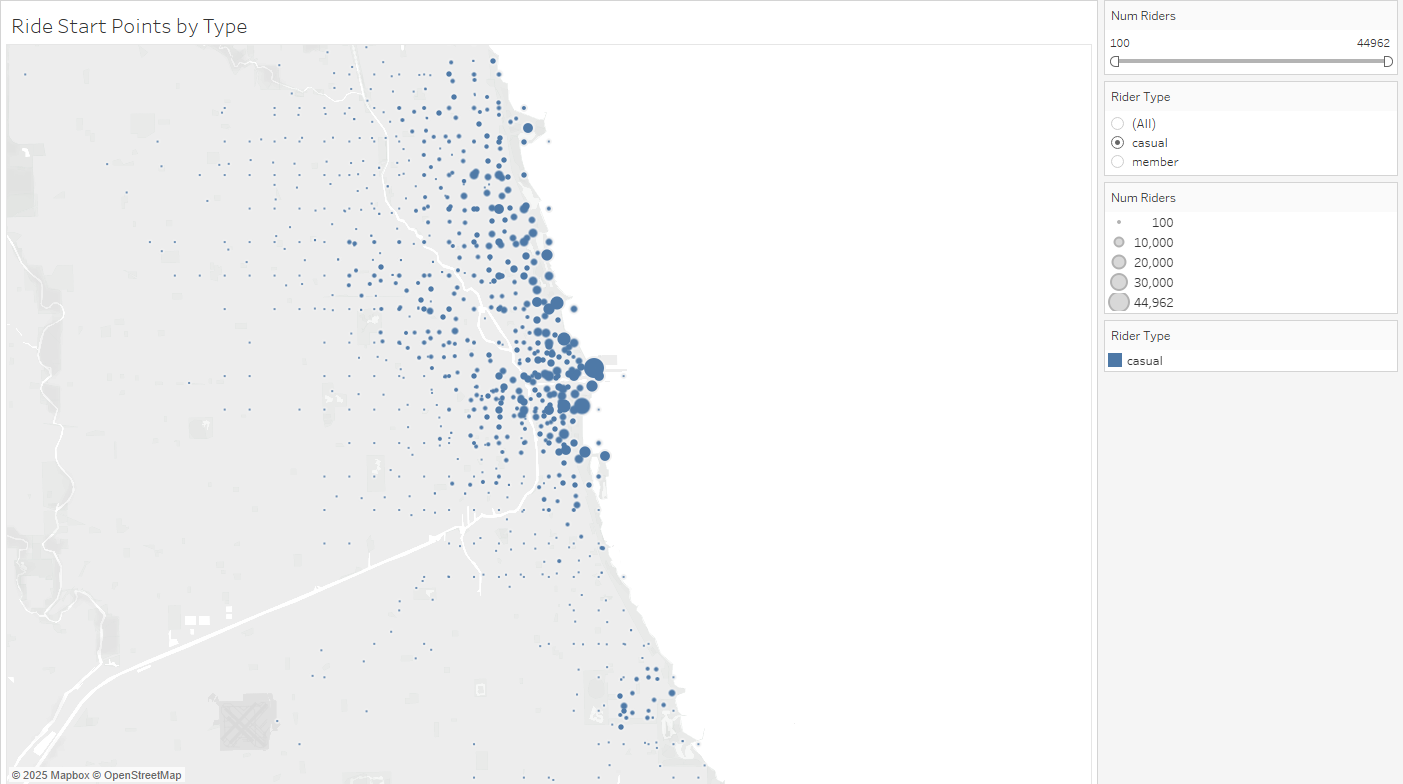 Ride Start Points by Type
© 2025 Mapbox © OpenStreetMap
Num Riders
100 44962
Rider Type
(All)
casual
member
Num Riders
100
10,000
20,000
30,000
44,962
Rider Type
casual